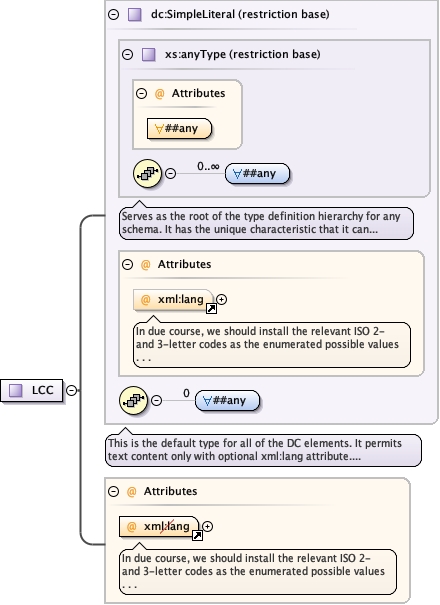 dc:SimpleLiteral (restriction base)
xs:anyType (restriction base)
@ Attributes
∀##any
0..∞
∀##any
Serves as the root of the type definition hierarchy for any
schema. It has the unique characteristic that it can...
@ Attributes
@ xml:lang
In due course, we should install the relevant ISO 2-
and 3-letter codes as the enumerated possible values
. . .
LCC
0
∀##any
This is the default type for all of the DC elements. It permits
text content only with optional xml:lang attribute....
@ Attributes
@ xml:lang
In due course, we should install the relevant ISO 2-
and 3-letter codes as the enumerated possible values
. . .